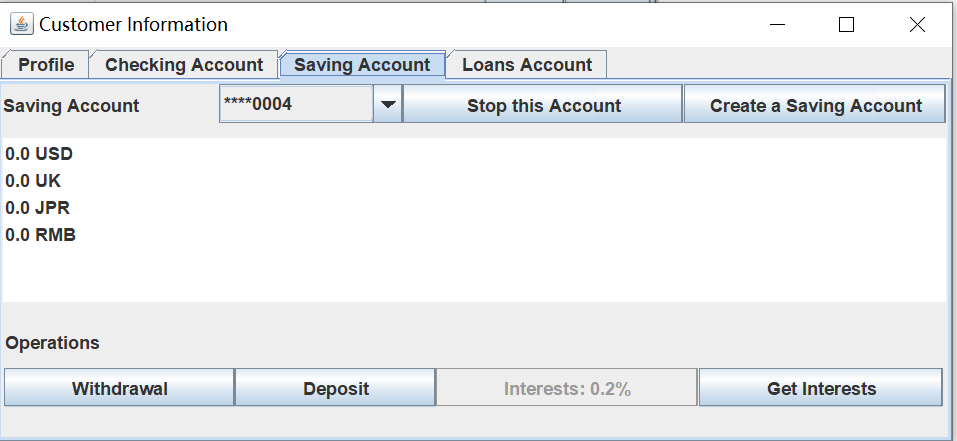 Customer Information
Profile Checking Account Saving Account Loans Account
Saving Account ****0004 Stop this Account Create a Saving Account
0.0 USD
0.0 UK
0.0 JPR
0.0 RMB
Operations
Withdrawal Deposit Interests: 0.2% Get Interests